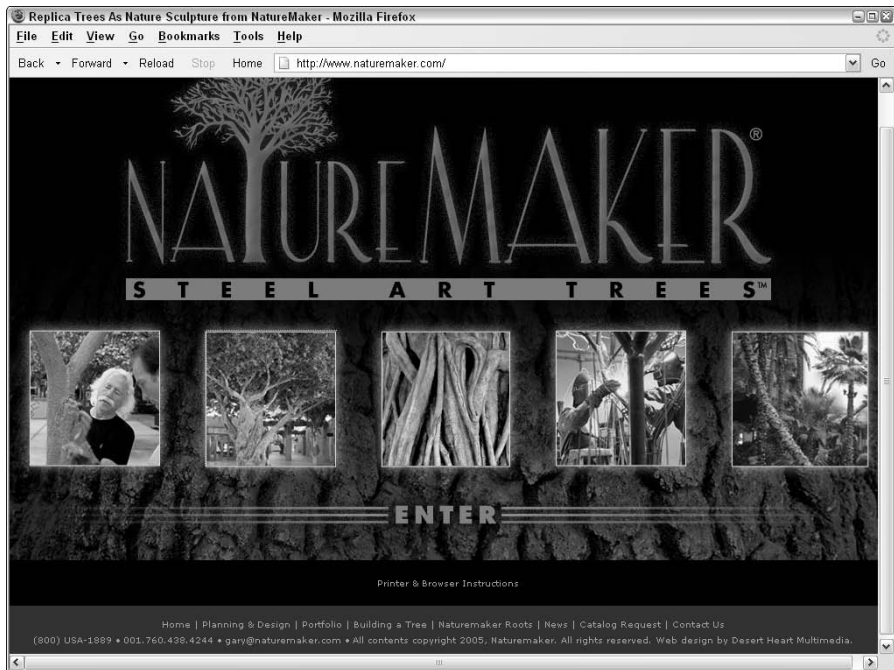 Replica Trees As Nature Sculpture from NatureMaker - Mozilla Firefox
File Edit View Go Bookmarks Tools Help
Back Forward Reload Stop Home http://www.naturemaker.com/ Go
NATUREMAKER®
STEEL ART TREES™
ENTER
Printer & Browser Instructions
Home | Planning & Design | Portfolio | Building a Tree | Naturemaker Roots | News | Catalog Request | Contact Us
(800) USA-1889 • 001.760.438.4244 • gary@naturemaker.com • All contents copyright 2005, Naturemaker. All rights reserved. Web design by Desert Heart Multimedia.